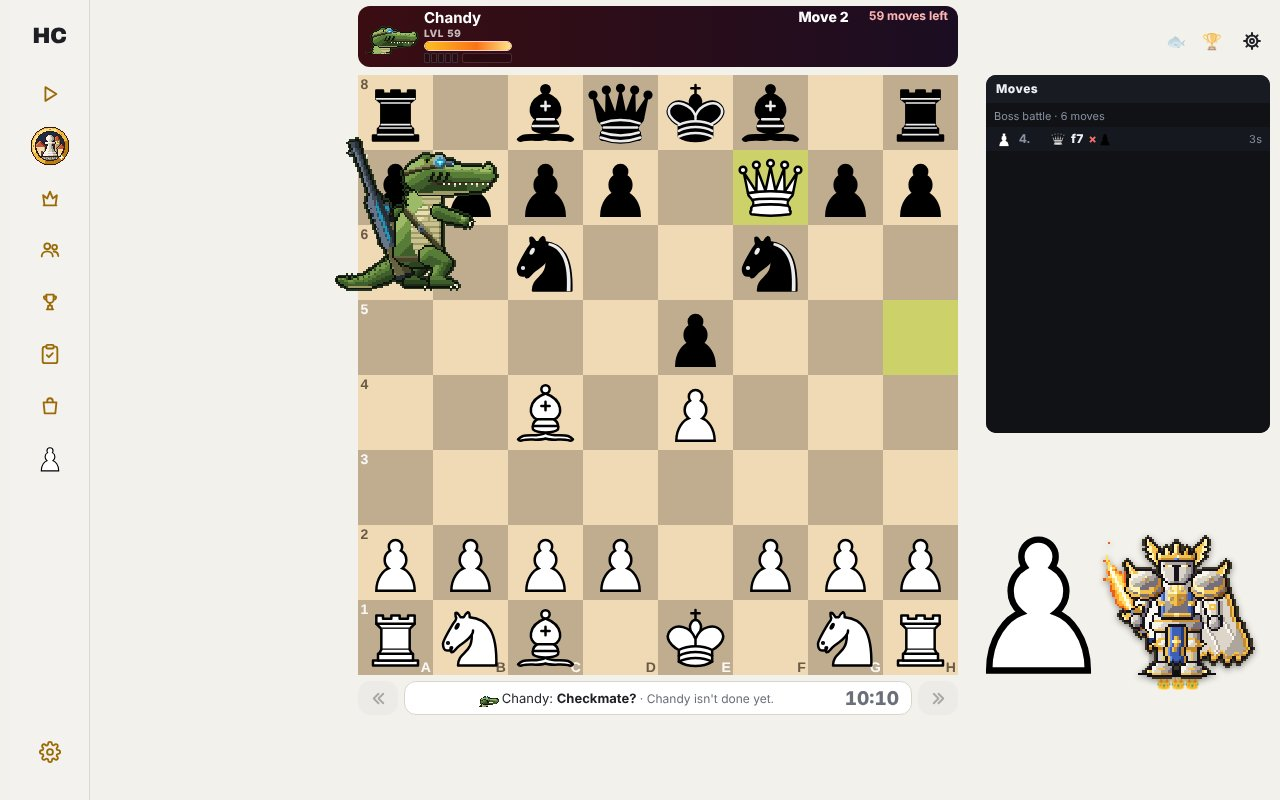 HC
Chandy
LVL 59
Move 2
59 moves left
Moves
Boss battle · 6 moves
4. f7 × 3s
8
6
5
4
3
2
1
A B C D E F G H
Chandy: Checkmate? · Chandy isn't done yet.
10:10